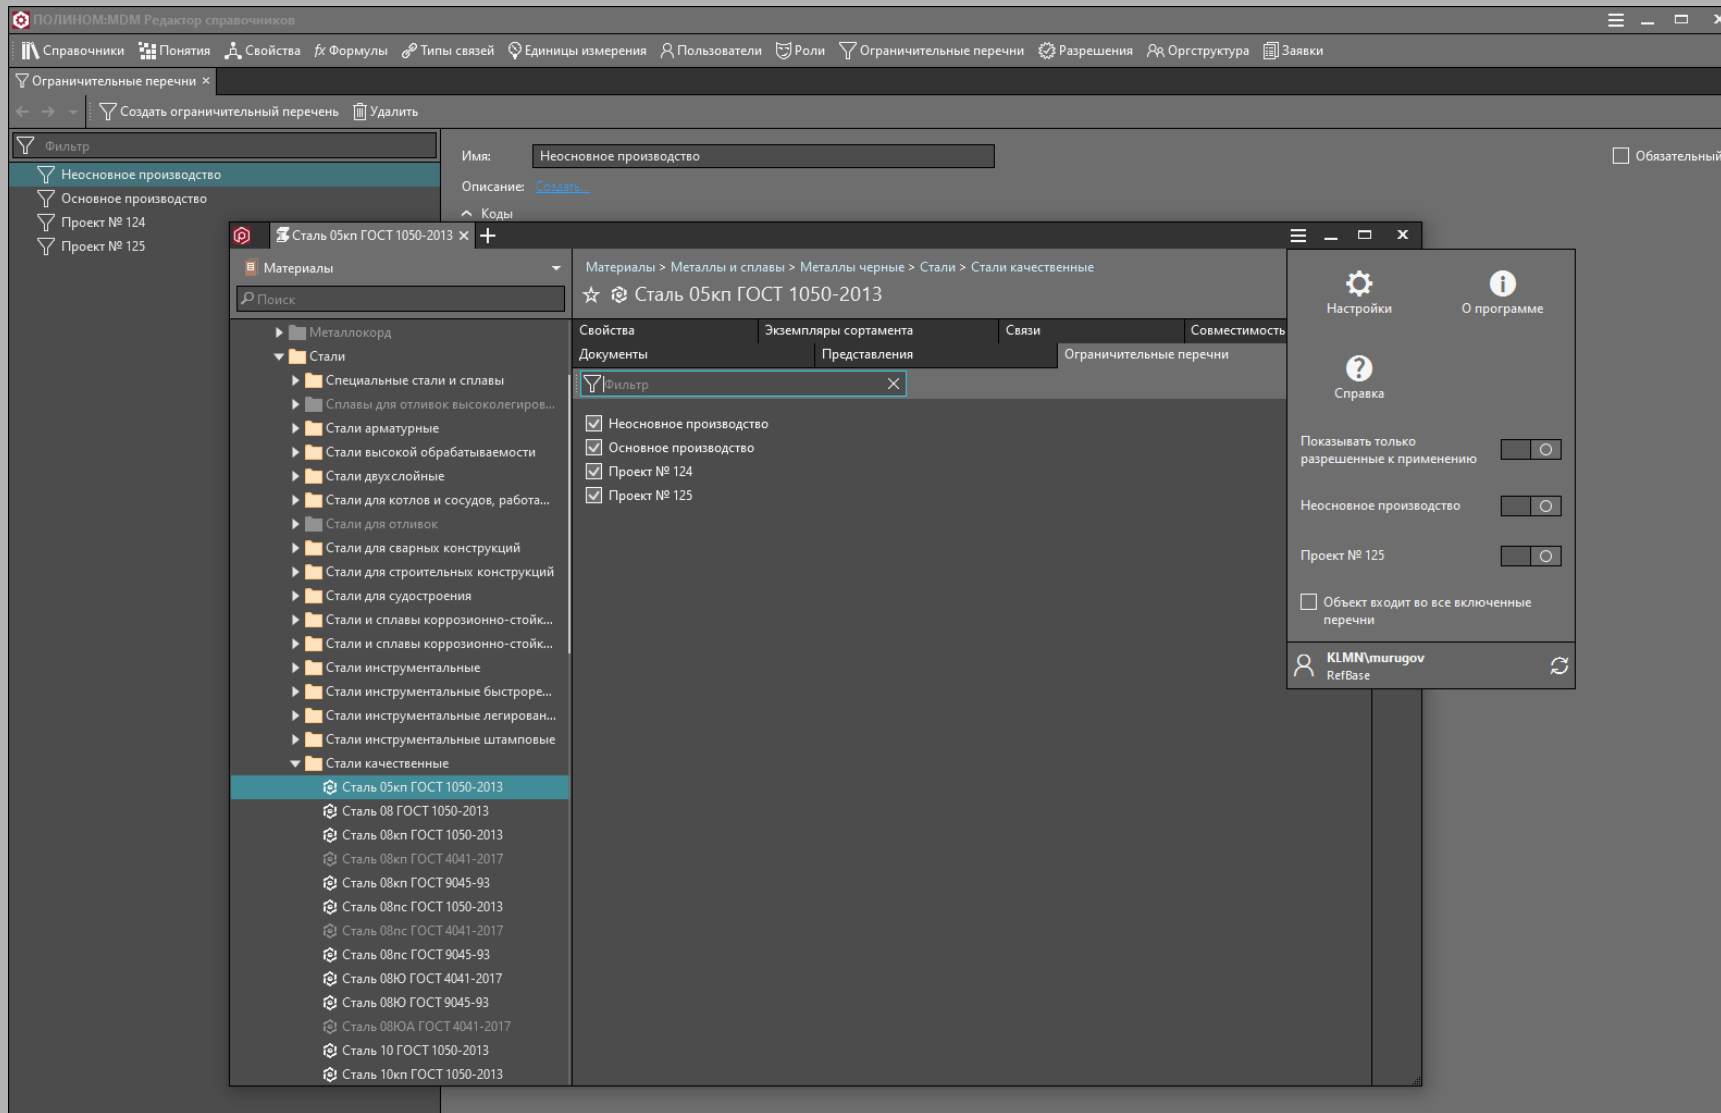 ПОЛИНОМ:MDM Редактор справочников
Справочники Понятия Свойства fx Формулы Типы связей Единицы измерения Пользователи Роли Ограничительные перечни Разрешения Оргструктура Заявки
Ограничительные перечни ×
Создать ограничительный перечень Удалить
Фильтр
Неосновное производство
Основное производство
Проект № 124
Проект № 125
Имя: Неосновное производство
Обязательный
Описание: Создать...
Коды
Сталь 05кп ГОСТ 1050-2013
Материалы
Поиск
Металлокорд
Стали
Специальные стали и сплавы
Сплавы для отливок высоколегиров...
Стали арматурные
Стали высокой обрабатываемости
Стали двухслойные
Стали для котлов и сосудов, работа...
Стали для отливок
Стали для сварных конструкций
Стали для строительных конструкций
Стали для судостроения
Стали и сплавы коррозионно-стойк...
Стали и сплавы коррозионно-стойк...
Стали инструментальные
Стали инструментальные быстроре...
Стали инструментальные легирован...
Стали инструментальные штамповые
Стали качественные
Сталь 05кп ГОСТ 1050-2013
Сталь 08 ГОСТ 1050-2013
Сталь 08кп ГОСТ 1050-2013
Сталь 08кп ГОСТ 4041-2017
Сталь 08кп ГОСТ 9045-93
Сталь 08пс ГОСТ 1050-2013
Сталь 08пс ГОСТ 4041-2017
Сталь 08пс ГОСТ 9045-93
Сталь 08Ю ГОСТ 4041-2017
Сталь 08Ю ГОСТ 9045-93
Сталь 08ЮА ГОСТ 4041-2017
Сталь 10 ГОСТ 1050-2013
Сталь 10кп ГОСТ 1050-2013
Материалы > Металлы и сплавы > Металлы черные > Стали > Стали качественные
Сталь 05кп ГОСТ 1050-2013
Свойства Экземпляры сортамента Связи Совместимость
Документы Представления Ограничительные перечни
Фильтр
Неосновное производство
Основное производство
Проект № 124
Проект № 125
Настройки О программе
Справка
Показывать только
разрешенные к применению
Неосновное производство
Проект № 125
Объект входит во все включенные
перечни
KLMN\murugov
RefBase